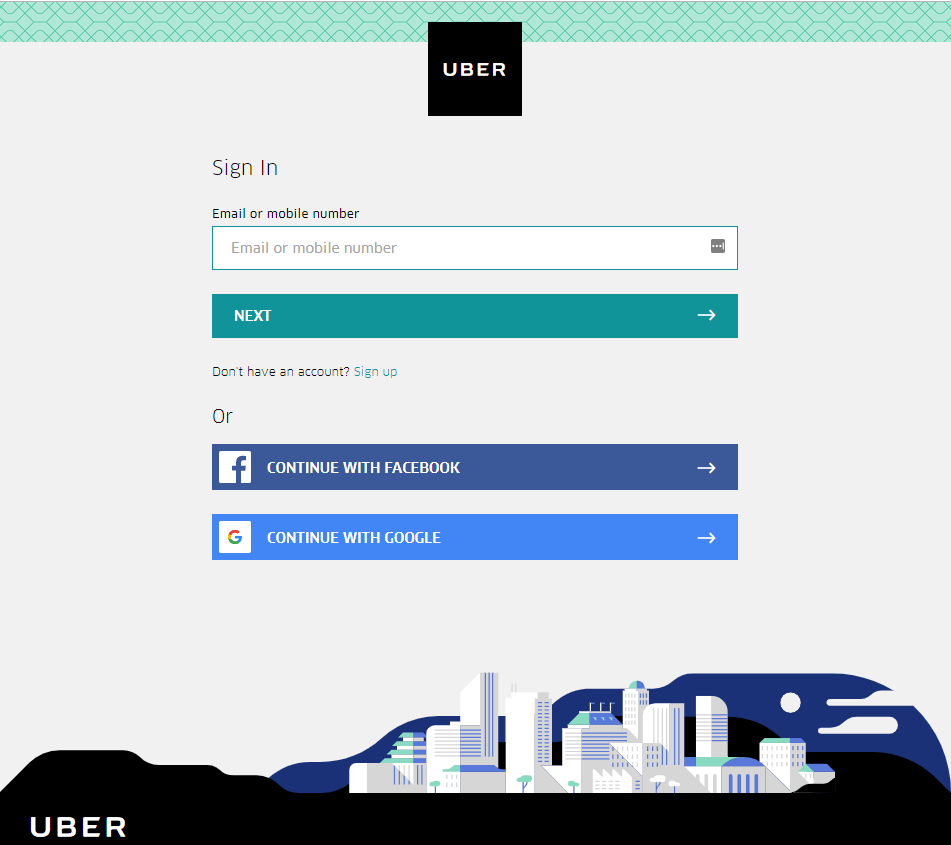 UBER
Sign In
Email or mobile number
Email or mobile number
NEXT
Don't have an account? Sign up
Or
CONTINUE WITH FACEBOOK
CONTINUE WITH GOOGLE
UBER